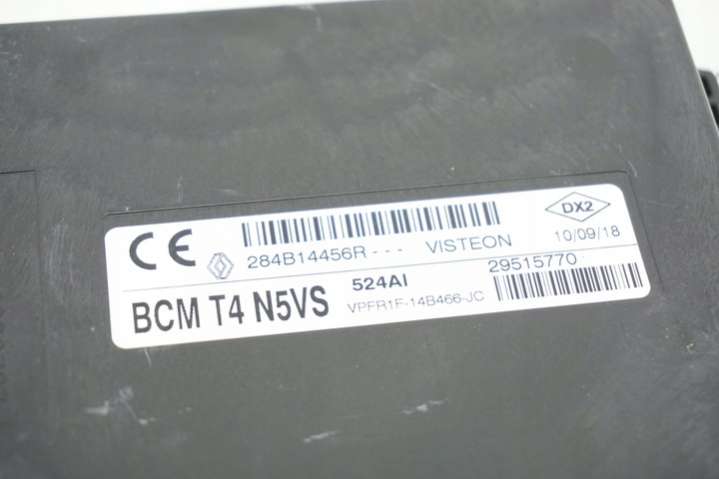 CE 284B14456R--- VISTEON DX2 10/09/18
BCM T4 N5VS 524AI 29515770
VPFR1F-14B466-JC